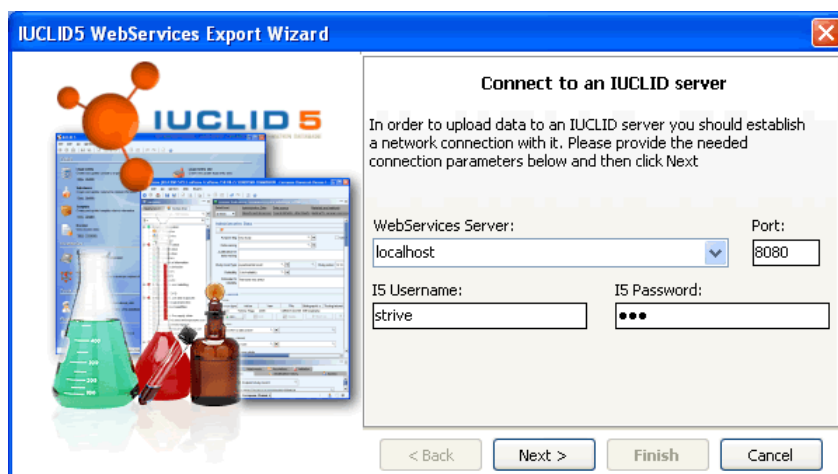 IUCLID5 WebServices Export Wizard
IUCLID 5
Connect to an IUCLID server
In order to upload data to an IUCLID server you should establish
a network connection with it. Please provide the needed
connection parameters below and then click Next
WebServices Server:
Port:
localhost
8080
I5 Username:
I5 Password:
strive
●●●
< Back
Next >
Finish
Cancel